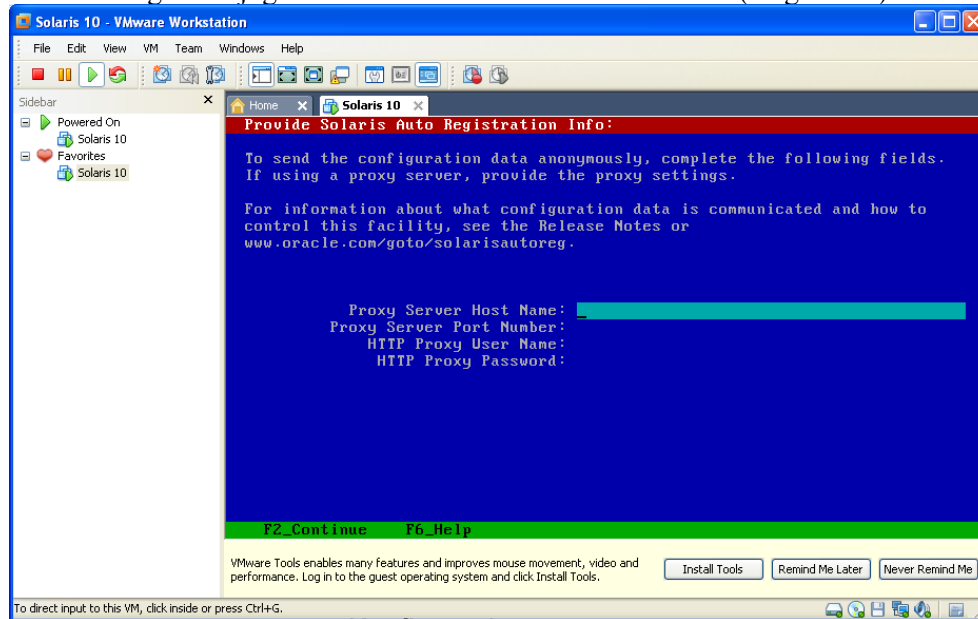 Solaris 10 - VMware Workstation
File Edit View VM Team Windows Help
Sidebar
Powered On
Solaris 10
Favorites
Solaris 10
Home
Solaris 10
Provide Solaris Auto Registration Info:
To send the configuration data anonymously, complete the following fields.
If using a proxy server, provide the proxy settings.
For information about what configuration data is communicated and how to
control this facility, see the Release Notes or
www.oracle.com/goto/solarisautoreg.
Proxy Server Host Name:
Proxy Server Port Number:
HTTP Proxy User Name:
HTTP Proxy Password:
F2_Continue F6_Help
VMware Tools enables many features and improves mouse movement, video and
performance. Log in to the guest operating system and click Install Tools.
Install Tools Remind Me Later Never Remind Me
To direct input to this VM, click inside or press Ctrl+G.